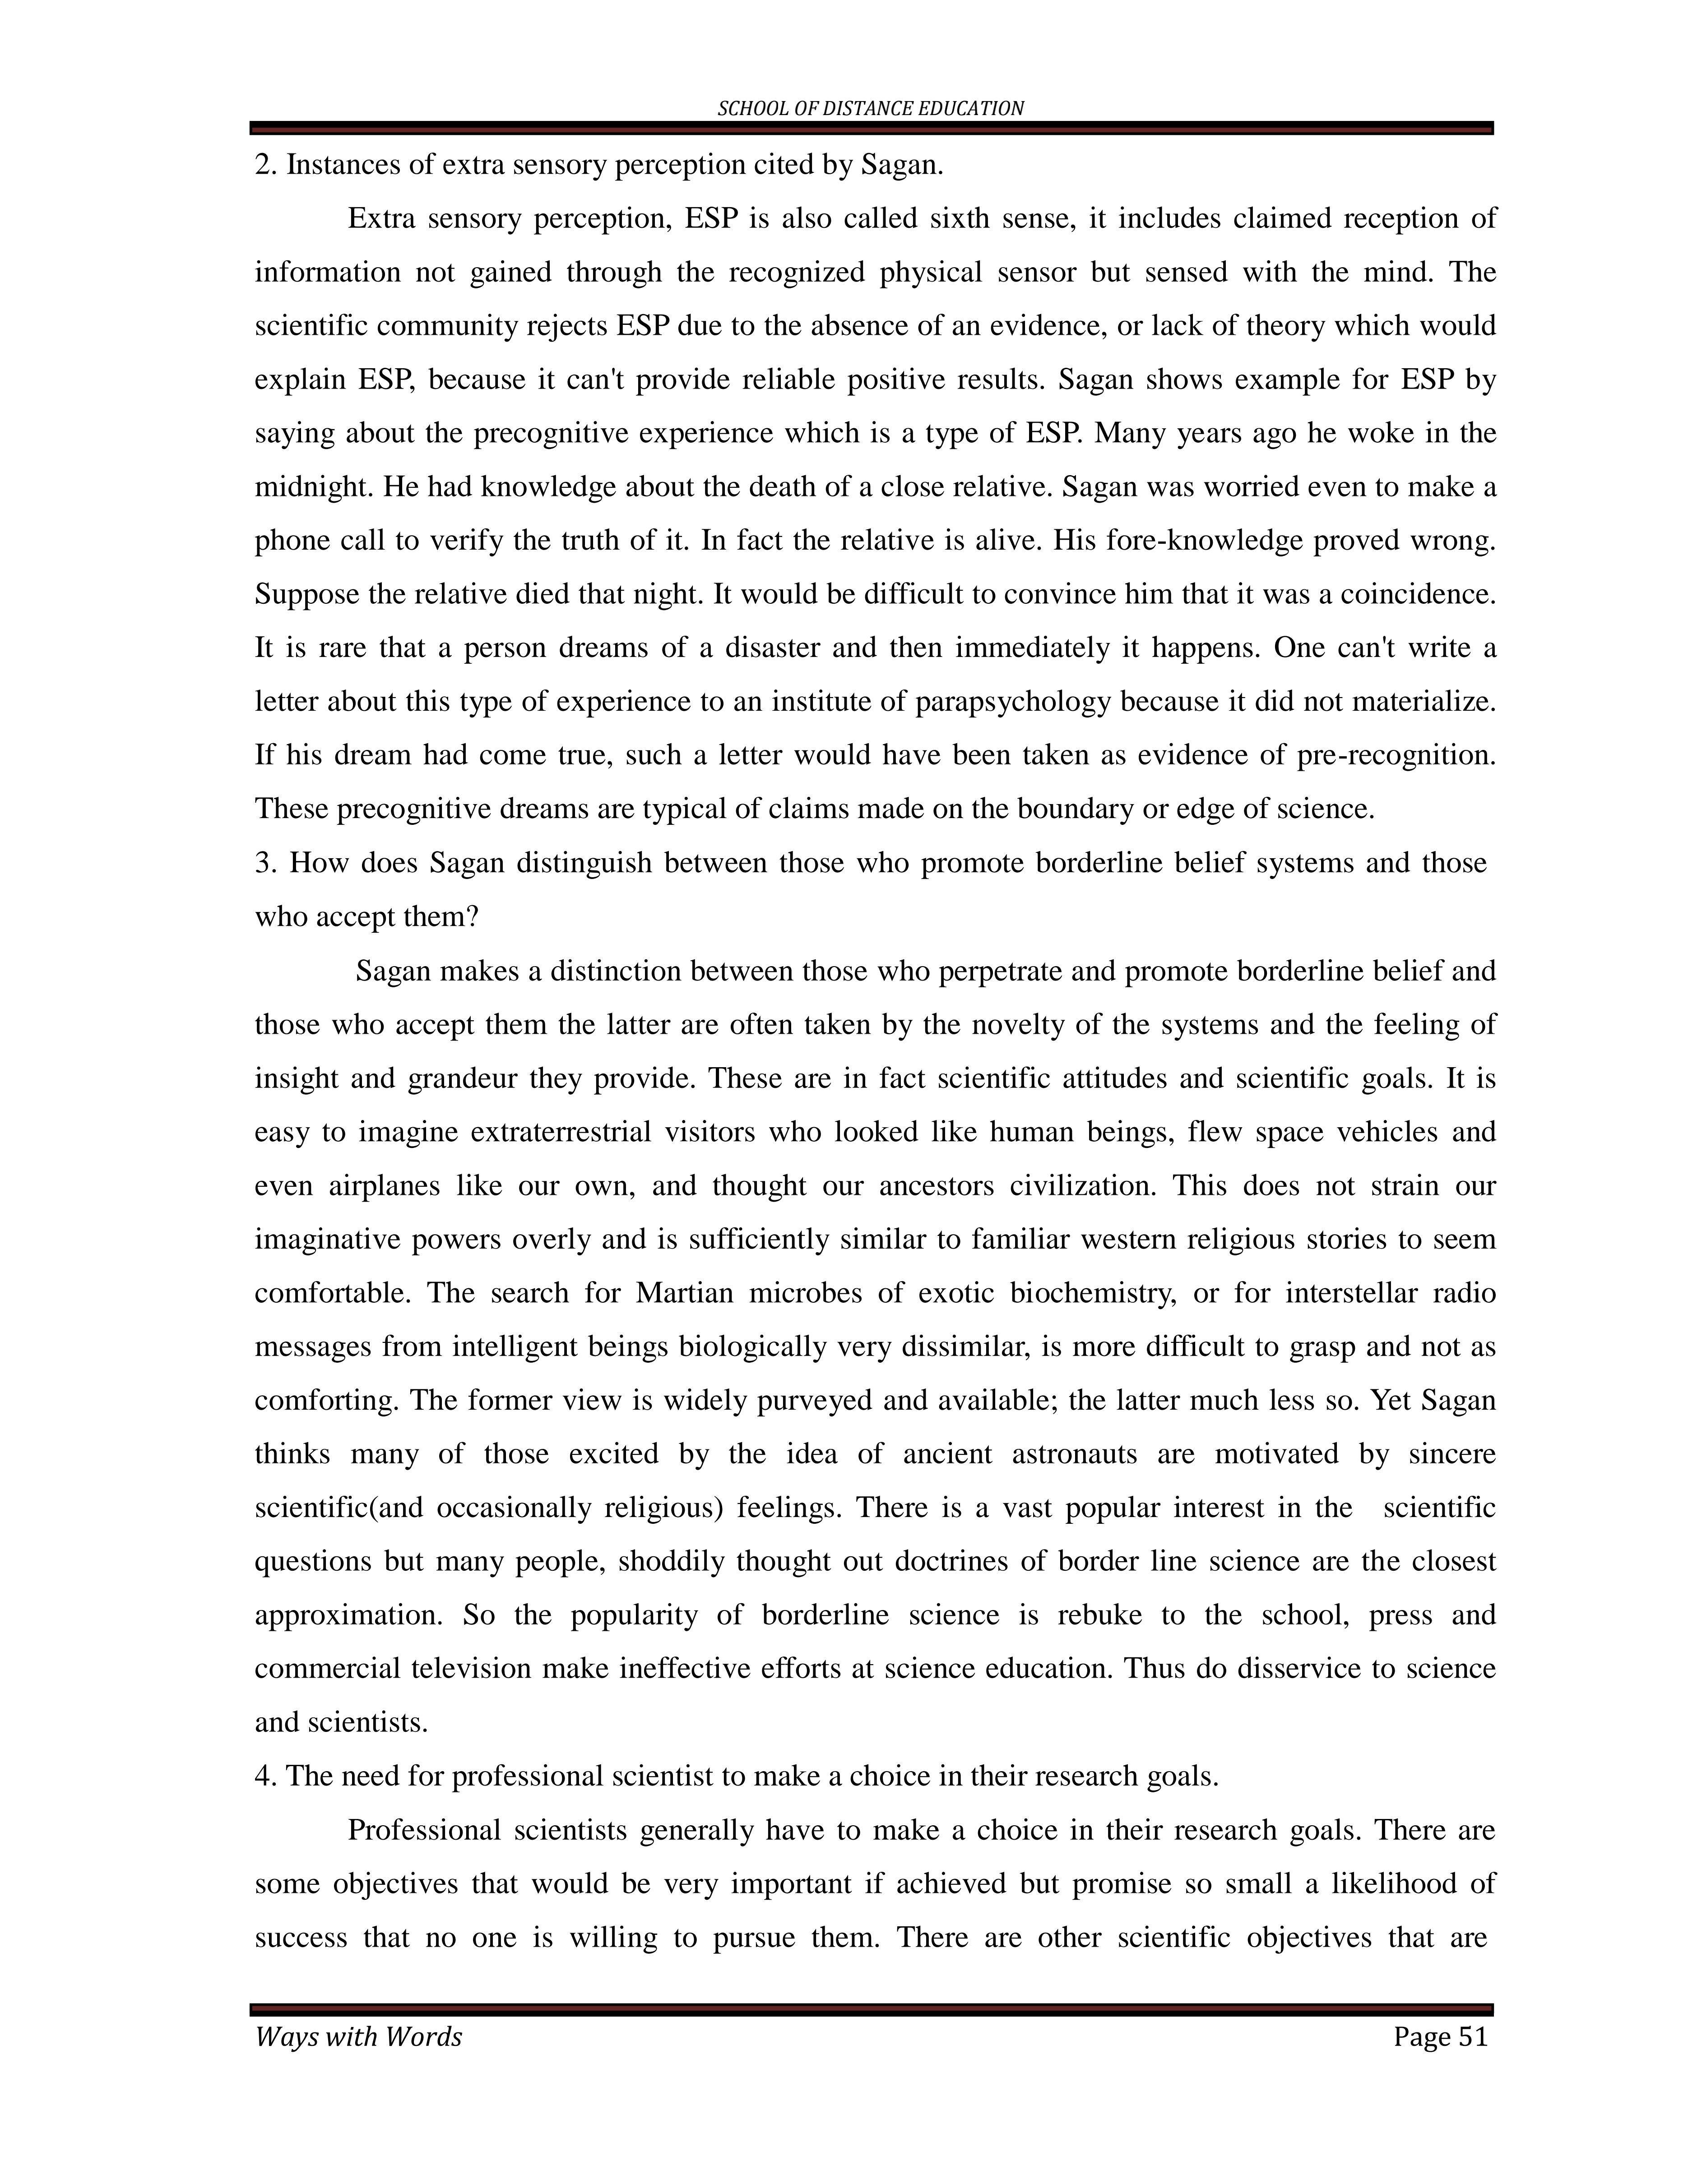 SCHOOL OF DISTANCE EDUCATION
2. Instances of extra sensory perception cited by Sagan.
Extra sensory perception, ESP is also called sixth sense, it includes claimed reception of
information not gained through the recognized physical sensor but sensed with the mind. The
scientific community rejects ESP due to the absence of an evidence, or lack of theory which would
explain ESP, because it can't provide reliable positive results. Sagan shows example for ESP by
saying about the precognitive experience which is a type of ESP. Many years ago he woke in the
midnight. He had knowledge about the death of a close relative. Sagan was worried even to make a
phone call to verify the truth of it. In fact the relative is alive. His fore-knowledge proved wrong.
Suppose the relative died that night. It would be difficult to convince him that it was a coincidence.
It is rare that a person dreams of a disaster and then immediately it happens. One can't write a
letter about this type of experience to an institute of parapsychology because it did not materialize.
If his dream had come true, such a letter would have been taken as evidence of pre-recognition.
These precognitive dreams are typical of claims made on the boundary or edge of science.
3. How does Sagan distinguish between those who promote borderline belief systems and those
who accept them?
Sagan makes a distinction between those who perpetrate and promote borderline belief and
those who accept them the latter are often taken by the novelty of the systems and the feeling of
insight and grandeur they provide. These are in fact scientific attitudes and scientific goals. It is
easy to imagine extraterrestrial visitors who looked like human beings, flew space vehicles and
even airplanes like our own, and thought our ancestors civilization. This does not strain our
imaginative powers overly and is sufficiently similar to familiar western religious stories to seem
comfortable. The search for Martian microbes of exotic biochemistry, or for interstellar radio
messages from intelligent beings biologically very dissimilar, is more difficult to grasp and not as
comforting. The former view is widely purveyed and available; the latter much less so. Yet Sagan
thinks many of those excited by the idea of ancient astronauts are motivated by sincere
scientific(and occasionally religious) feelings. There is a vast popular interest in the scientific
questions but many people, shoddily thought out doctrines of border line science are the closest
approximation. So the popularity of borderline science is rebuke to the school, press and
commercial television make ineffective efforts at science education. Thus do disservice to science
and scientists.
4. The need for professional scientist to make a choice in their research goals.
Professional scientists generally have to make a choice in their research goals. There are
some objectives that would be very important if achieved but promise so small a likelihood of
success that no one is willing to pursue them. There are other scientific objectives that are
Ways with Words Page 51